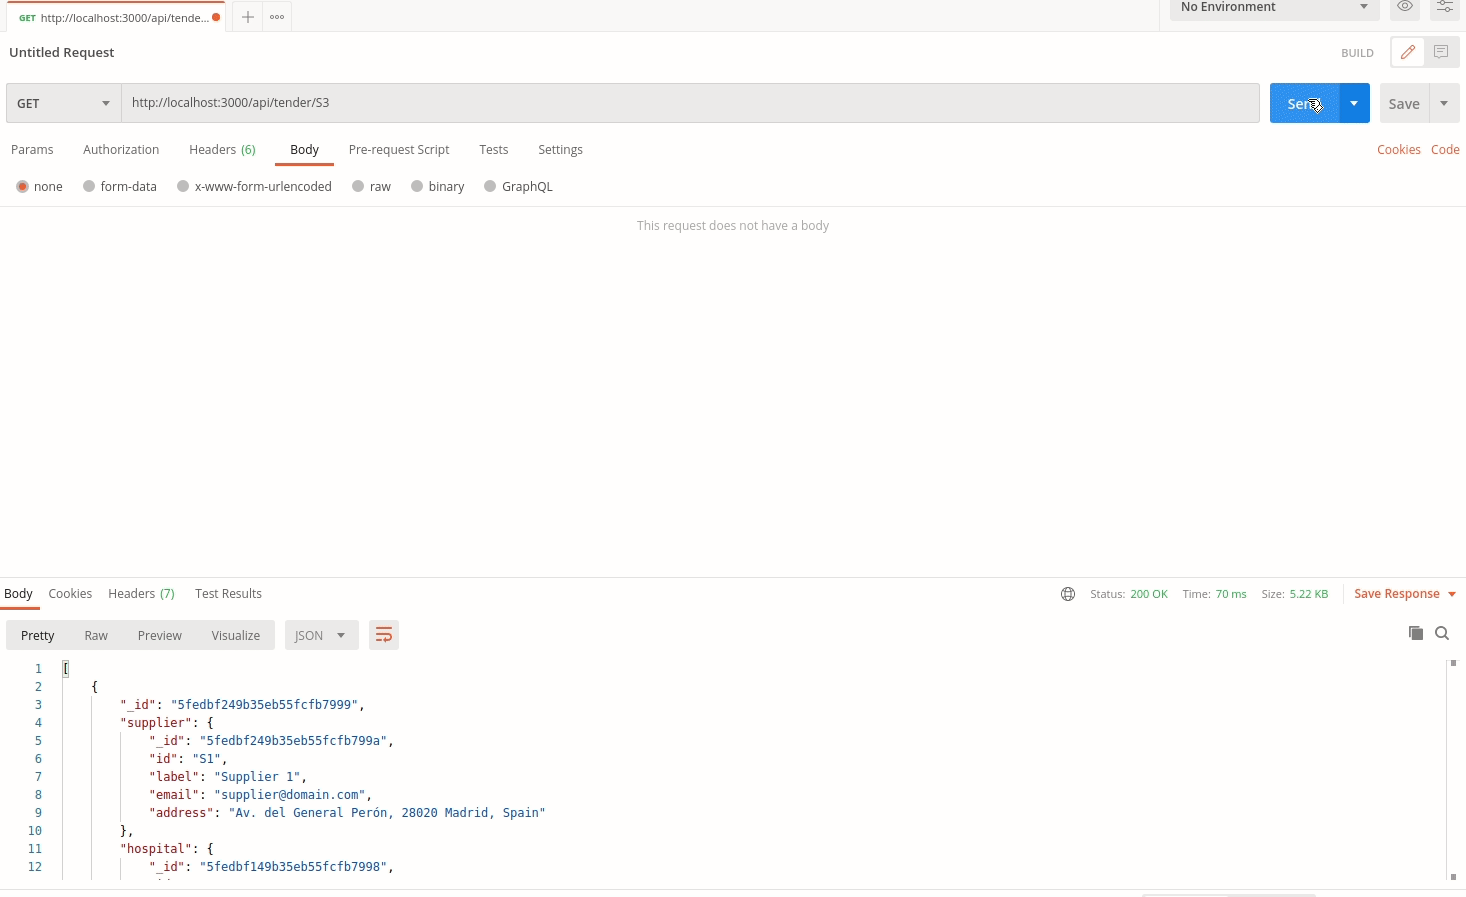 GET http://localhost:3000/api/tende...
No Environment
Untitled Request
BUILD
GET http://localhost:3000/api/tender/S3
Send
Save
Params Authorization Headers (6) Body Pre-request Script Tests Settings
Cookies Code
none form-data x-www-form-urlencoded raw binary GraphQL
This request does not have a body
Body Cookies Headers (7) Test Results
Status: 200 OK Time: 70 ms Size: 5.22 KB Save Response
Pretty Raw Preview Visualize JSON
1 [
2 {
3 "_id": "5fedbf249b35eb55fcfb7999",
4 "supplier": {
5 "_id": "5fedbf249b35eb55fcfb799a",
6 "id": "S1",
7 "label": "Supplier 1",
8 "email": "supplier@domain.com",
9 "address": "Av. del General Perón, 28020 Madrid, Spain"
10 },
11 "hospital": {
12 "_id": "5fedbf149b35eb55fcfb7998",